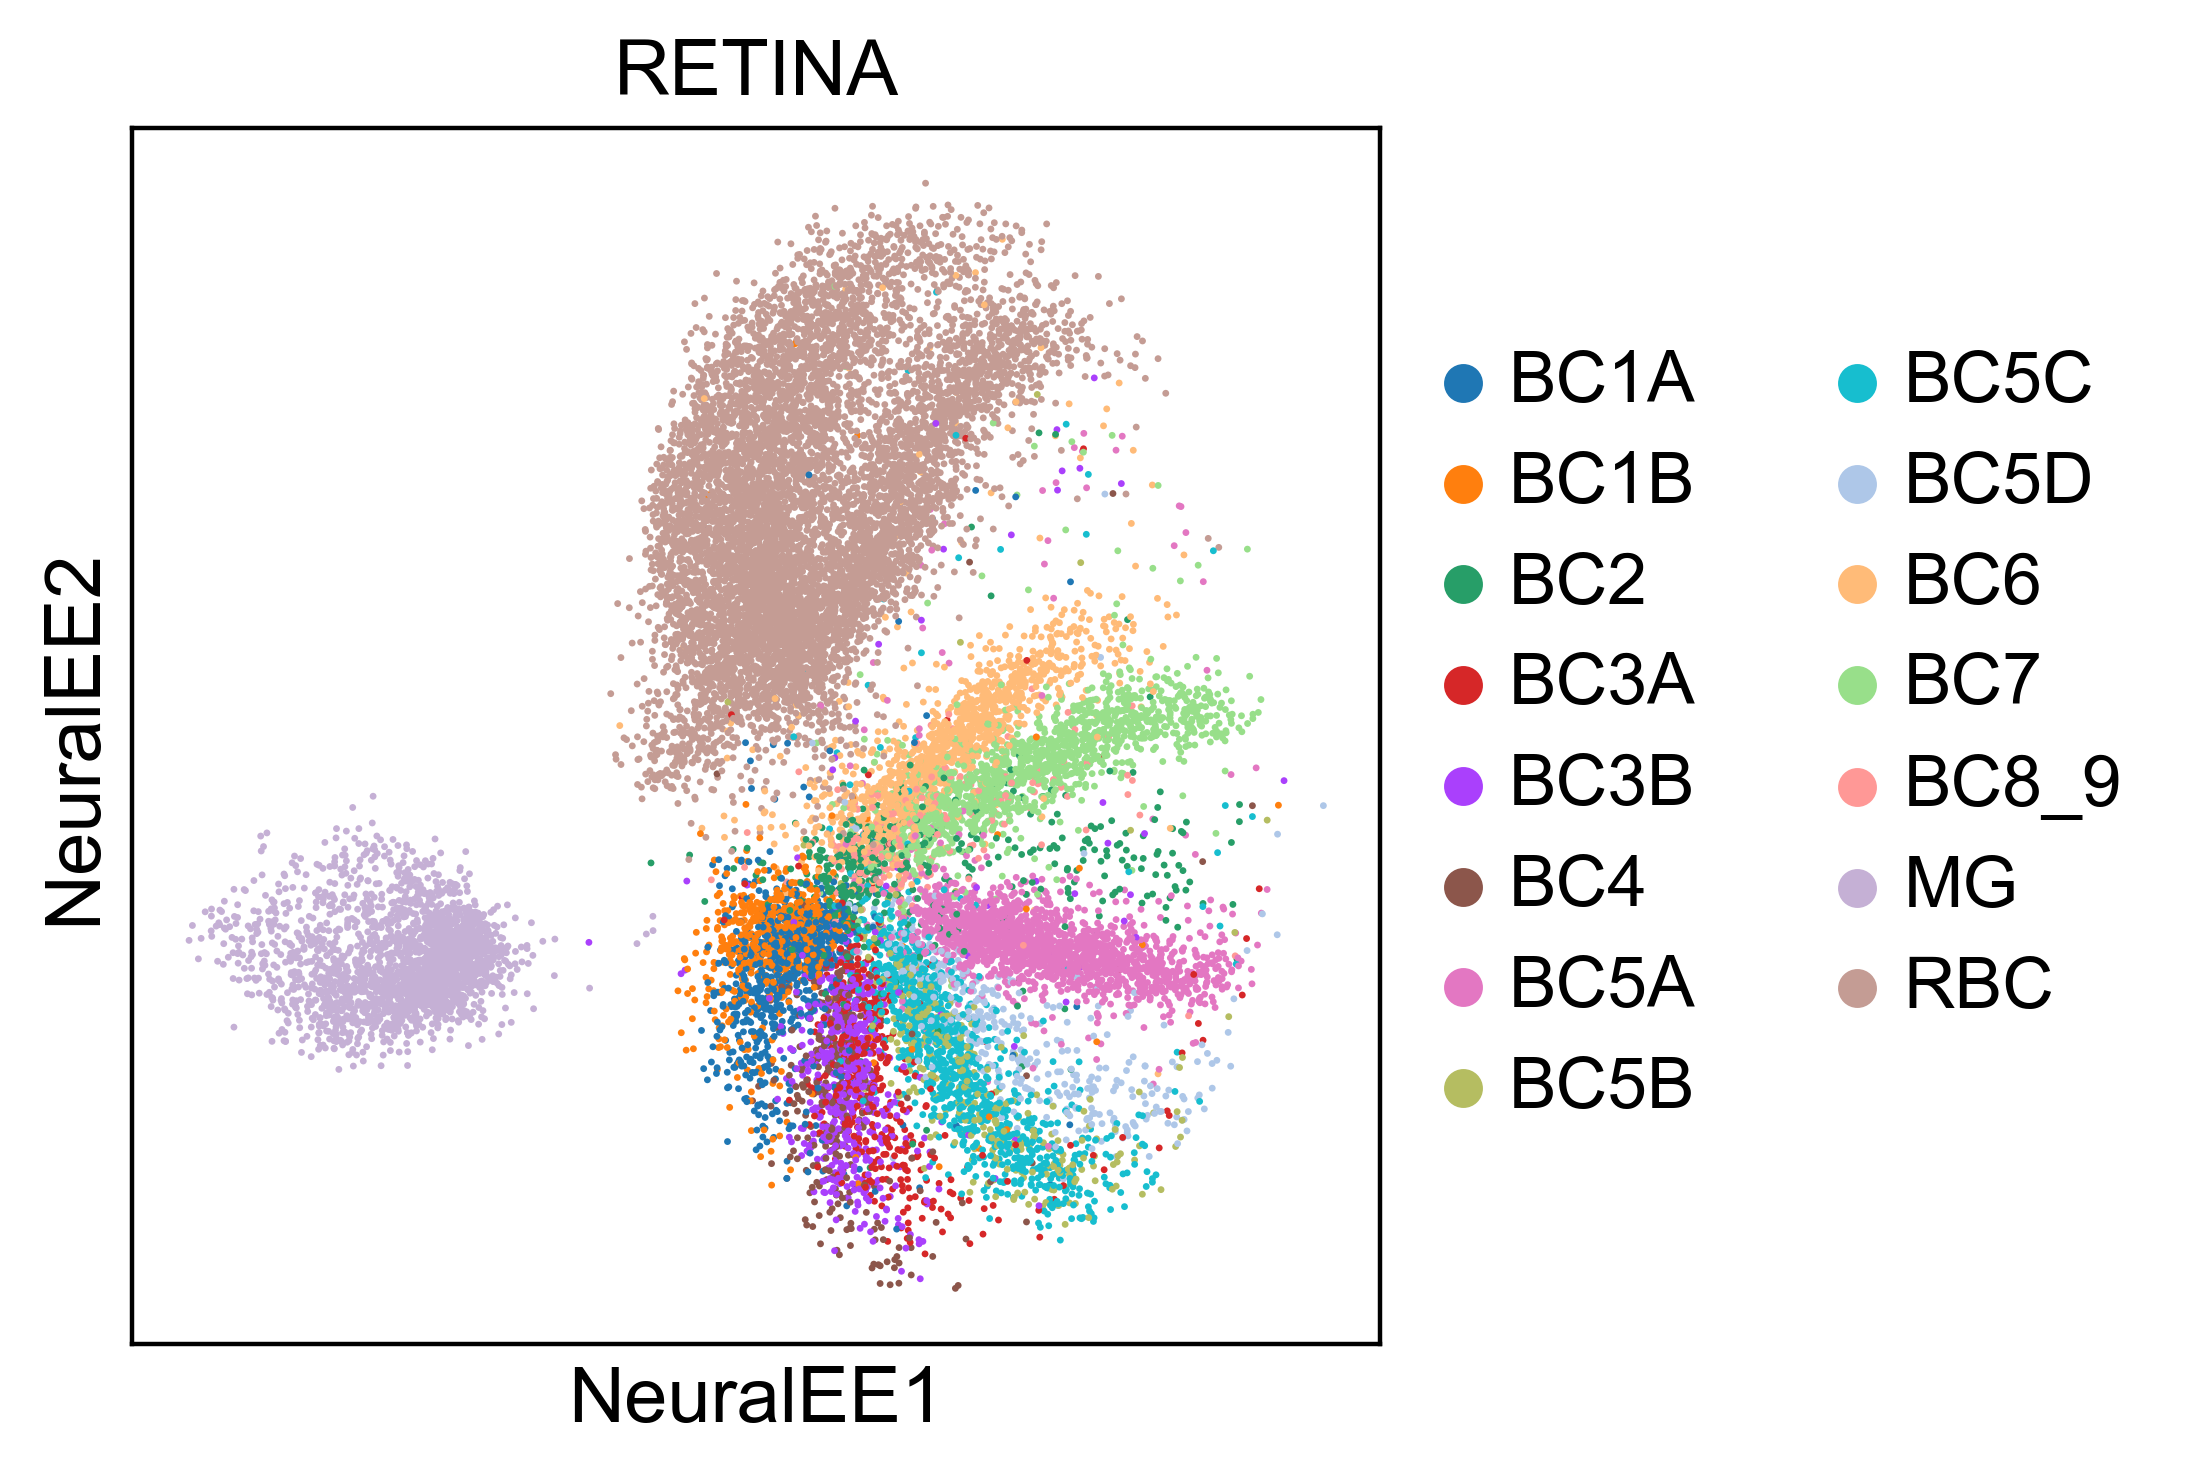 RETINA
NeuralEE2
NeuralEE1
BC1A
BC1B
BC2
BC3A
BC3B
BC4
BC5A
BC5B
BC5C
BC5D
BC6
BC7
BC8_9
MG
RBC